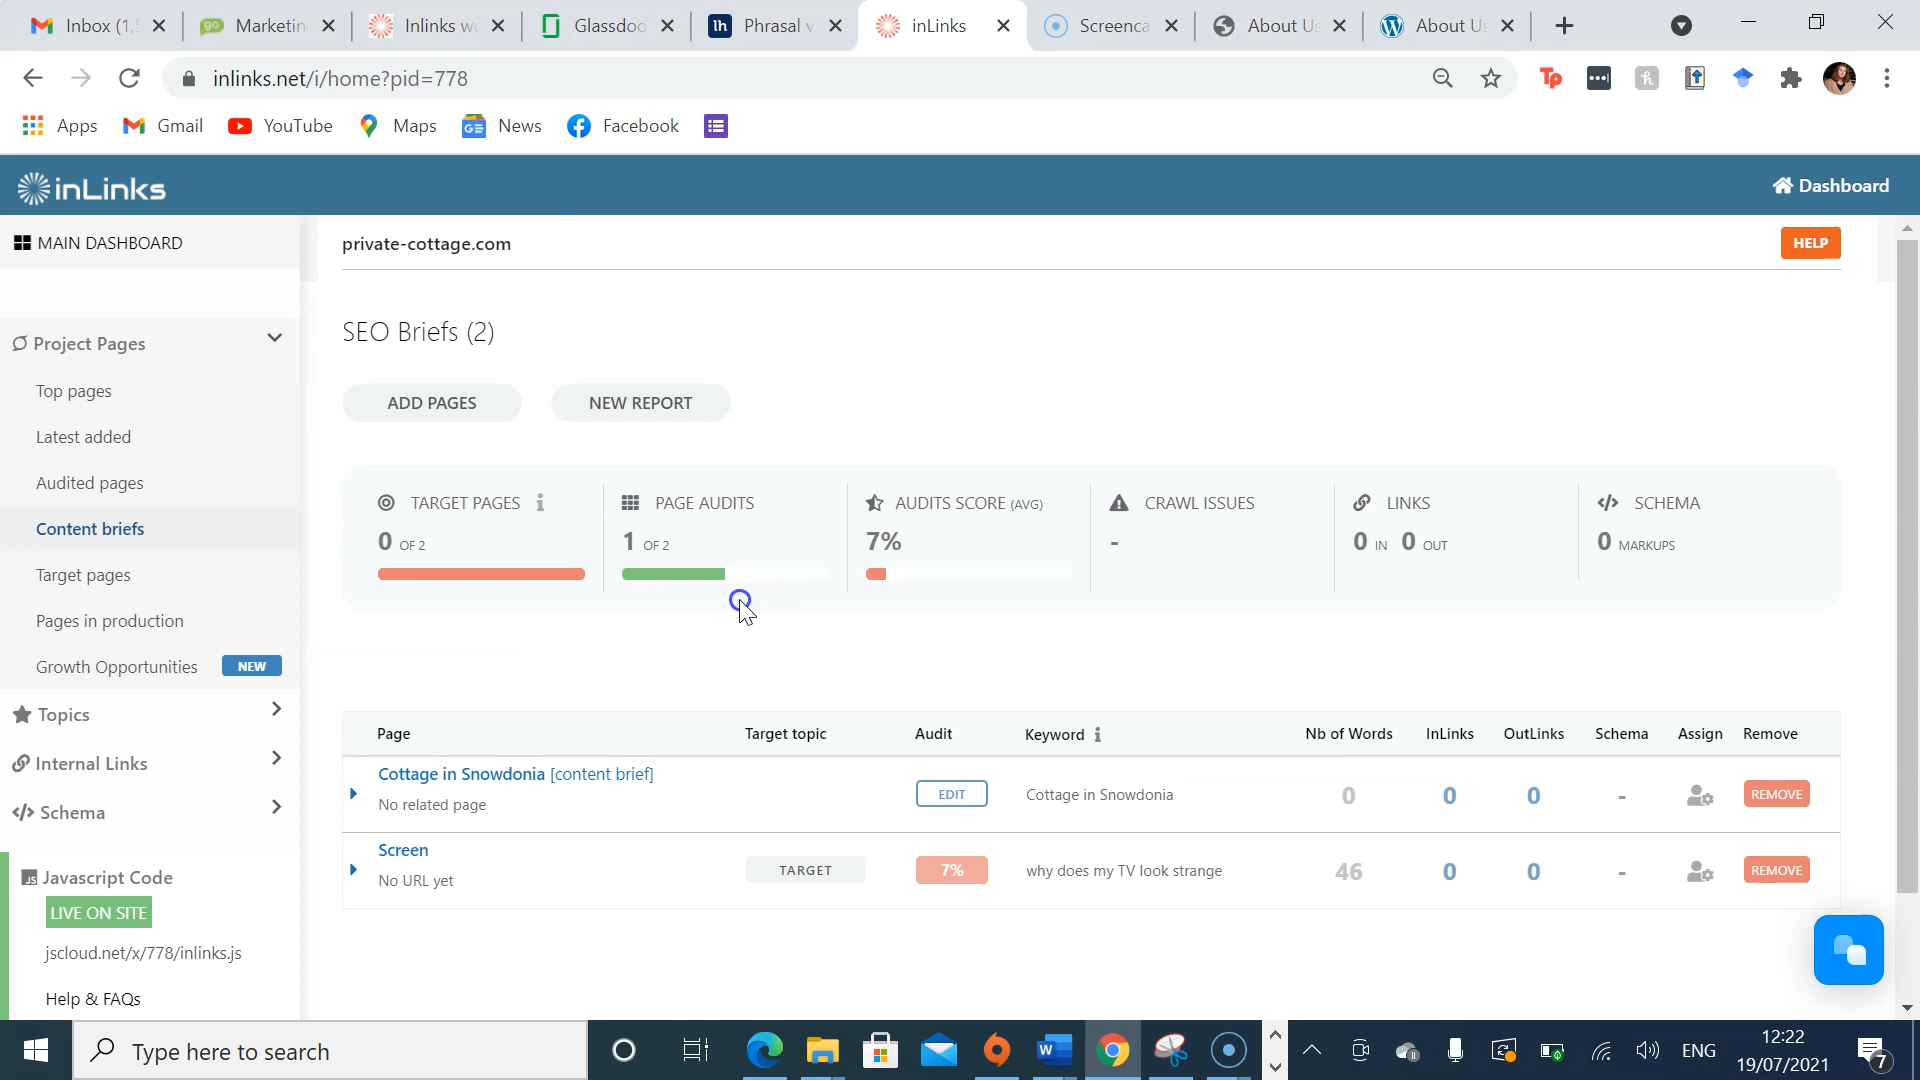 Inbox (1,
Marketin
Inlinks w
Glassdoo
Phrasal v
inLinks
Screenca
About Us
About Us
inlinks.net/i/home?pid=778
Apps
Gmail
YouTube
Maps
News
Facebook
inLinks
Dashboard
MAIN DASHBOARD
private-cottage.com
HELP
SEO Briefs (2)
Project Pages
Top pages
ADD PAGES
NEW REPORT
Latest added
Audited pages
Content briefs
Target pages
Pages in production
Growth Opportunities NEW
Topics
Internal Links
Schema
TARGET PAGES
0 OF 2
PAGE AUDITS
1 OF 2
AUDITS SCORE (AVG)
7%
CRAWL ISSUES
-
LINKS
0 IN 0 OUT
SCHEMA
0 MARKUPS
Page Target topic Audit Keyword Nb of Words InLinks OutLinks Schema Assign Remove
Cottage in Snowdonia [content brief]
No related page
EDIT Cottage in Snowdonia 0 0 0 - REMOVE
Screen
No URL yet
TARGET 7% why does my TV look strange 46 0 0 - REMOVE
JS Javascript Code
LIVE ON SITE
jscloud.net/x/778/inlinks.js
Help & FAQs
Type here to search
ENG
12:22
19/07/2021
7